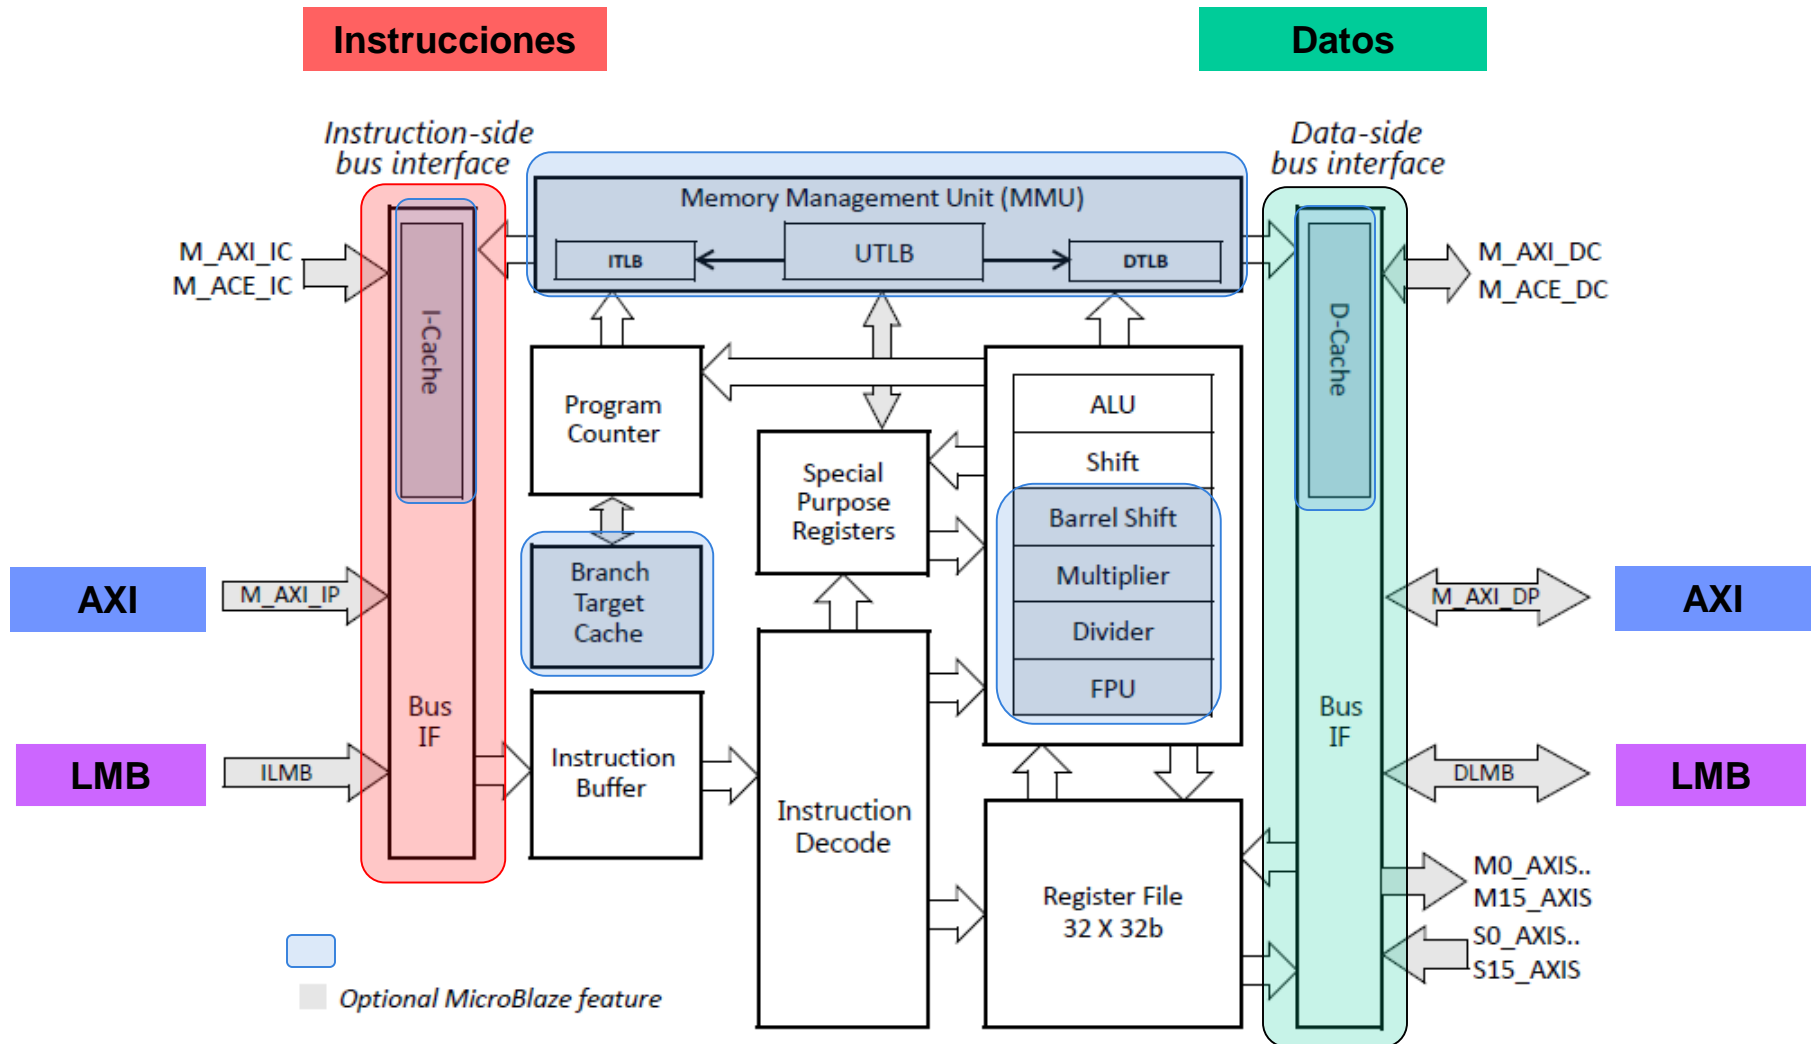 Instrucciones
Datos
Instruction-side
bus interface
Data-side
bus interface
Memory Management Unit (MMU)
ITLB
UTLB
DTLB
M_AXI_IC
M_ACE_IC
M_AXI_DC
M_ACE_DC
I-Cache
D-Cache
Program
Counter
ALU
Shift
Barrel Shift
Multiplier
Divider
FPU
Special
Purpose
Registers
Branch
Target
Cache
AXI
M_AXI_IP
M_AXI_DP
AXI
Bus
IF
Bus
IF
LMB
ILMB
DLMB
LMB
Instruction
Buffer
Instruction
Decode
Register File
32 X 32b
M0_AXIS..
M15_AXIS
S0_AXIS..
S15_AXIS
Optional MicroBlaze feature